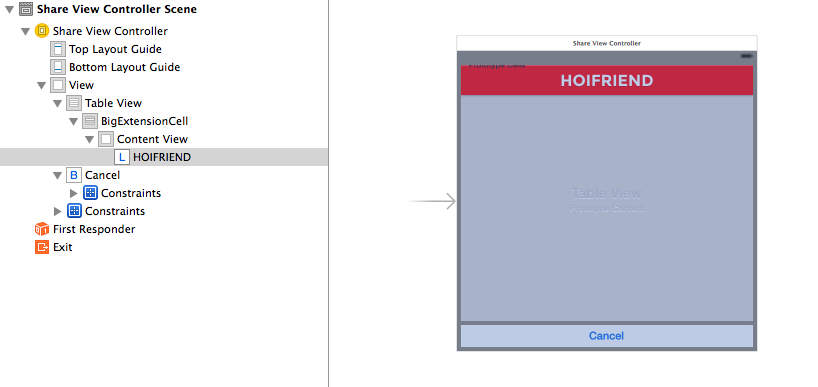 Share View Controller Scene
Share View Controller
Top Layout Guide
Bottom Layout Guide
View
Table View
BigExtensionCell
Content View
L HOIFRIEND
B Cancel
Constraints
Constraints
First Responder
Exit
Share View Controller
Prototype Cells
HOIFRIEND
Table View
Prototype Content
Cancel